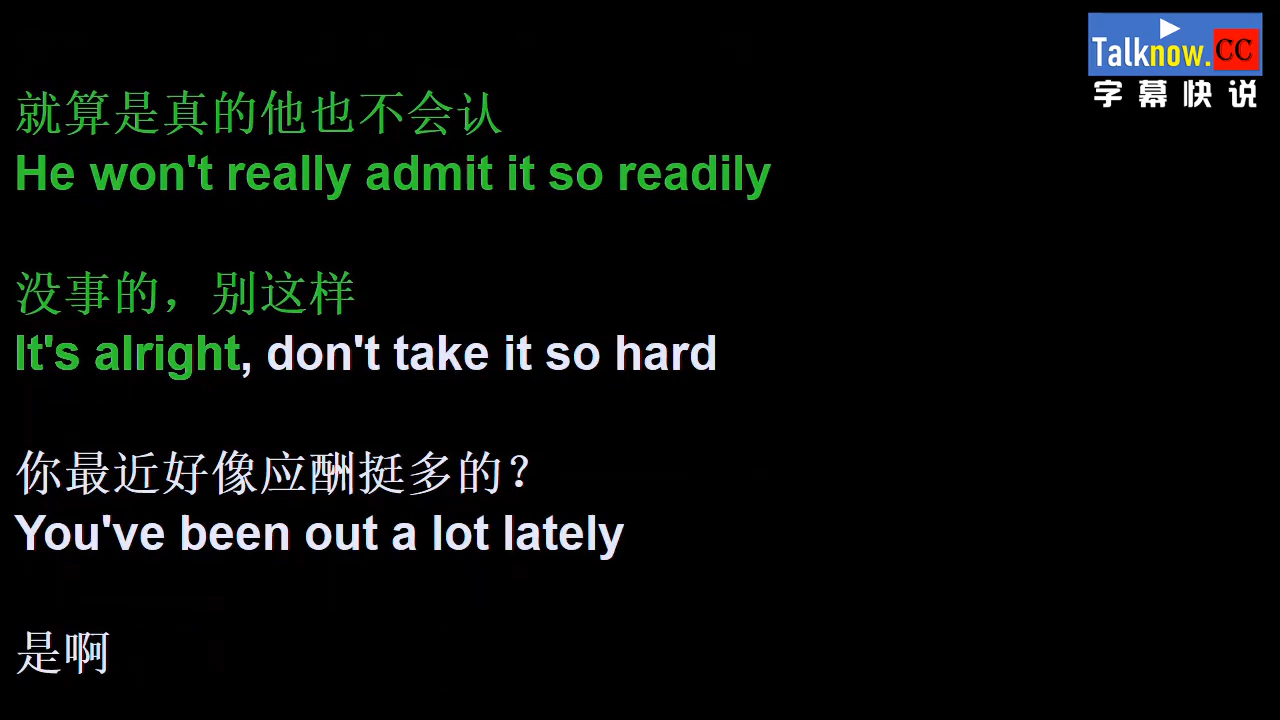 Talknow.CC
字幕快说
就算是真的他也不会认
He won't really admit it so readily
没事的，别这样
It's alright, don't take it so hard
你最近好像应酬挺多的？
You've been out a lot lately
是啊